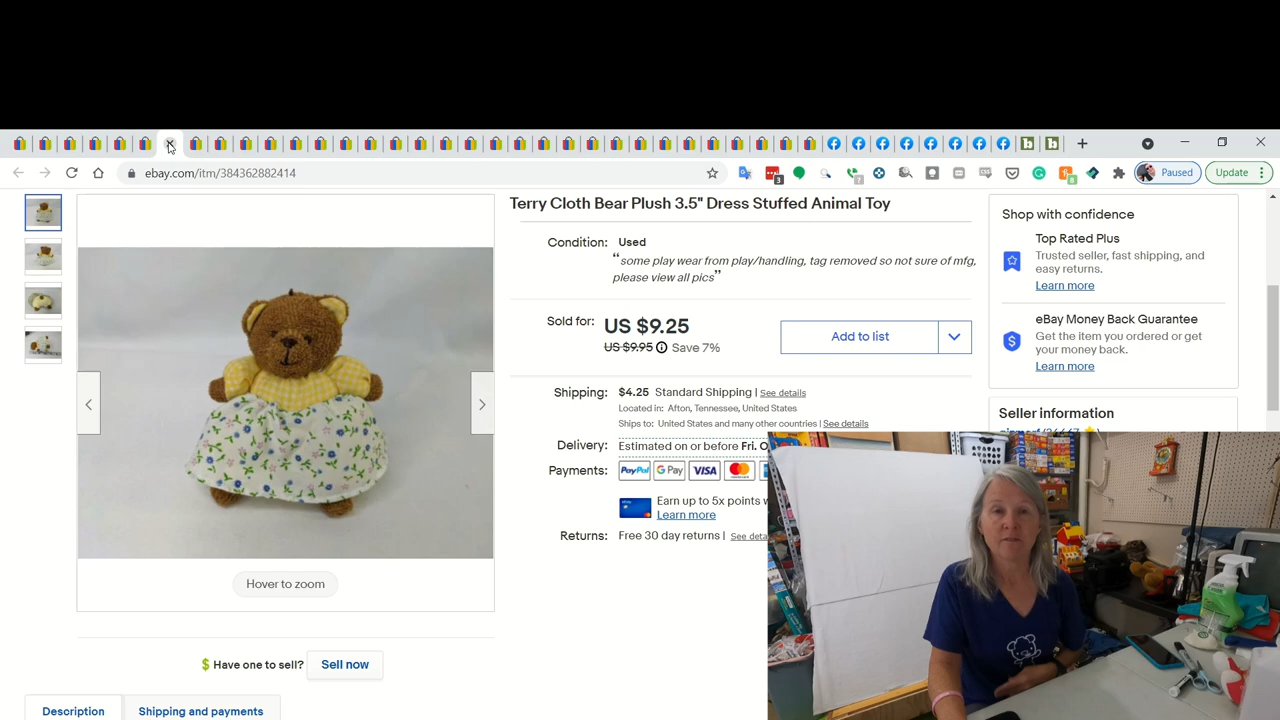 ebay.com/itm/384362882414
Paused
Update
Terry Cloth Bear Plush 3.5" Dress Stuffed Animal Toy
Condition: Used
“some play wear from play/handling, tag removed so not sure of mfg,
please view all pics”
Sold for: US $9.25
US $9.95 Save 7%
Add to list
Shipping: $4.25 Standard Shipping | See details
Located in: Afton, Tennessee, United States
Ships to: United States and many other countries | See details
Delivery: Estimated on or before Fri.
Payments: PayPal G Pay VISA
Earn up to 5x points
Learn more
Returns: Free 30 day returns |
Shop with confidence
Top Rated Plus
Trusted seller, fast shipping, and
easy returns.
Learn more
eBay Money Back Guarantee
Get the item you ordered or get
your money back.
Learn more
Seller information
Hover to zoom
$ Have one to sell? Sell now
Description
Shipping and payments